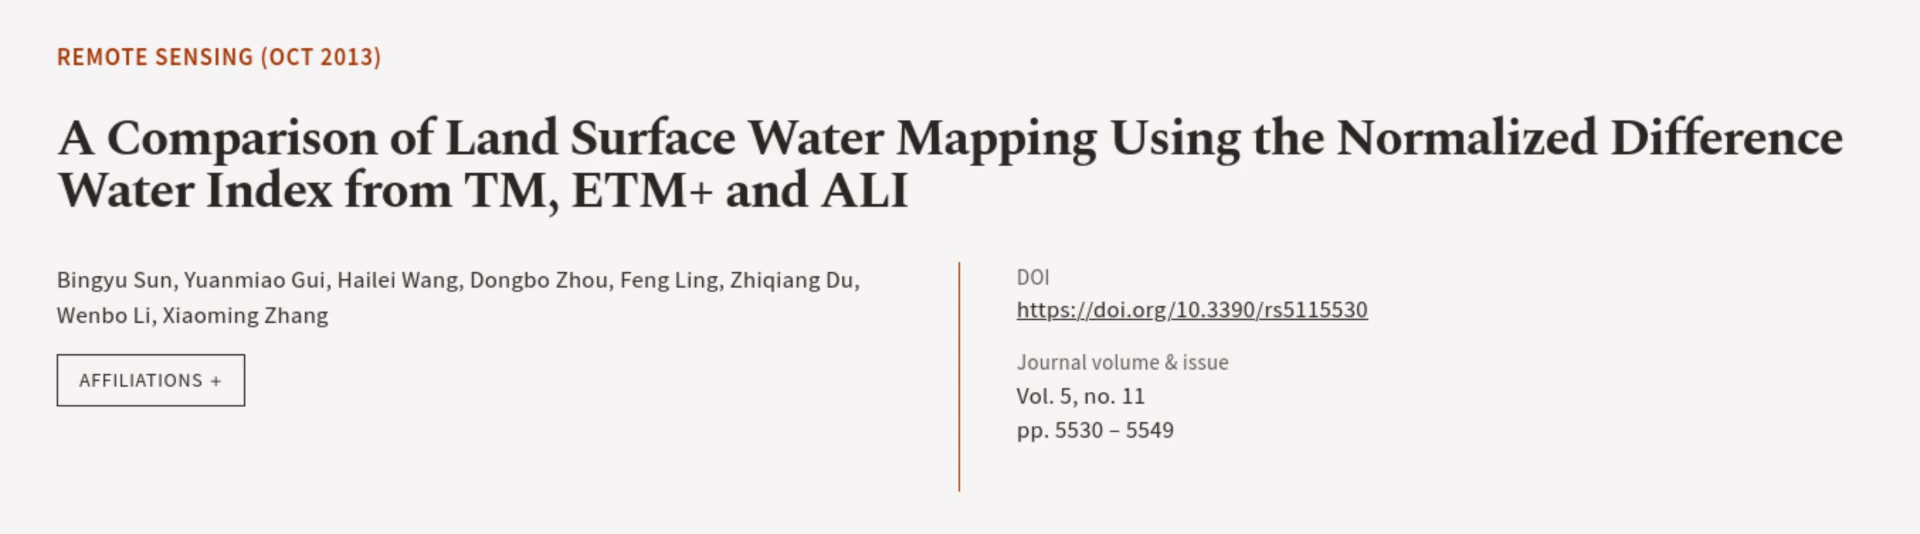 REMOTE SENSING (OCT 2013)
A Comparison of Land Surface Water Mapping Using the Normalized Difference
Water Index from TM, ETM+ and ALI
Bingyu Sun, Yuanmiao Gui, Hailei Wang, Dongbo Zhou, Feng Ling, Zhiqiang Du,
Wenbo Li, Xiaoming Zhang
AFFILIATIONS +
DOI
https://doi.org/10.3390/rs5115530
Journal volume & issue
Vol. 5, no. 11
pp. 5530 – 5549